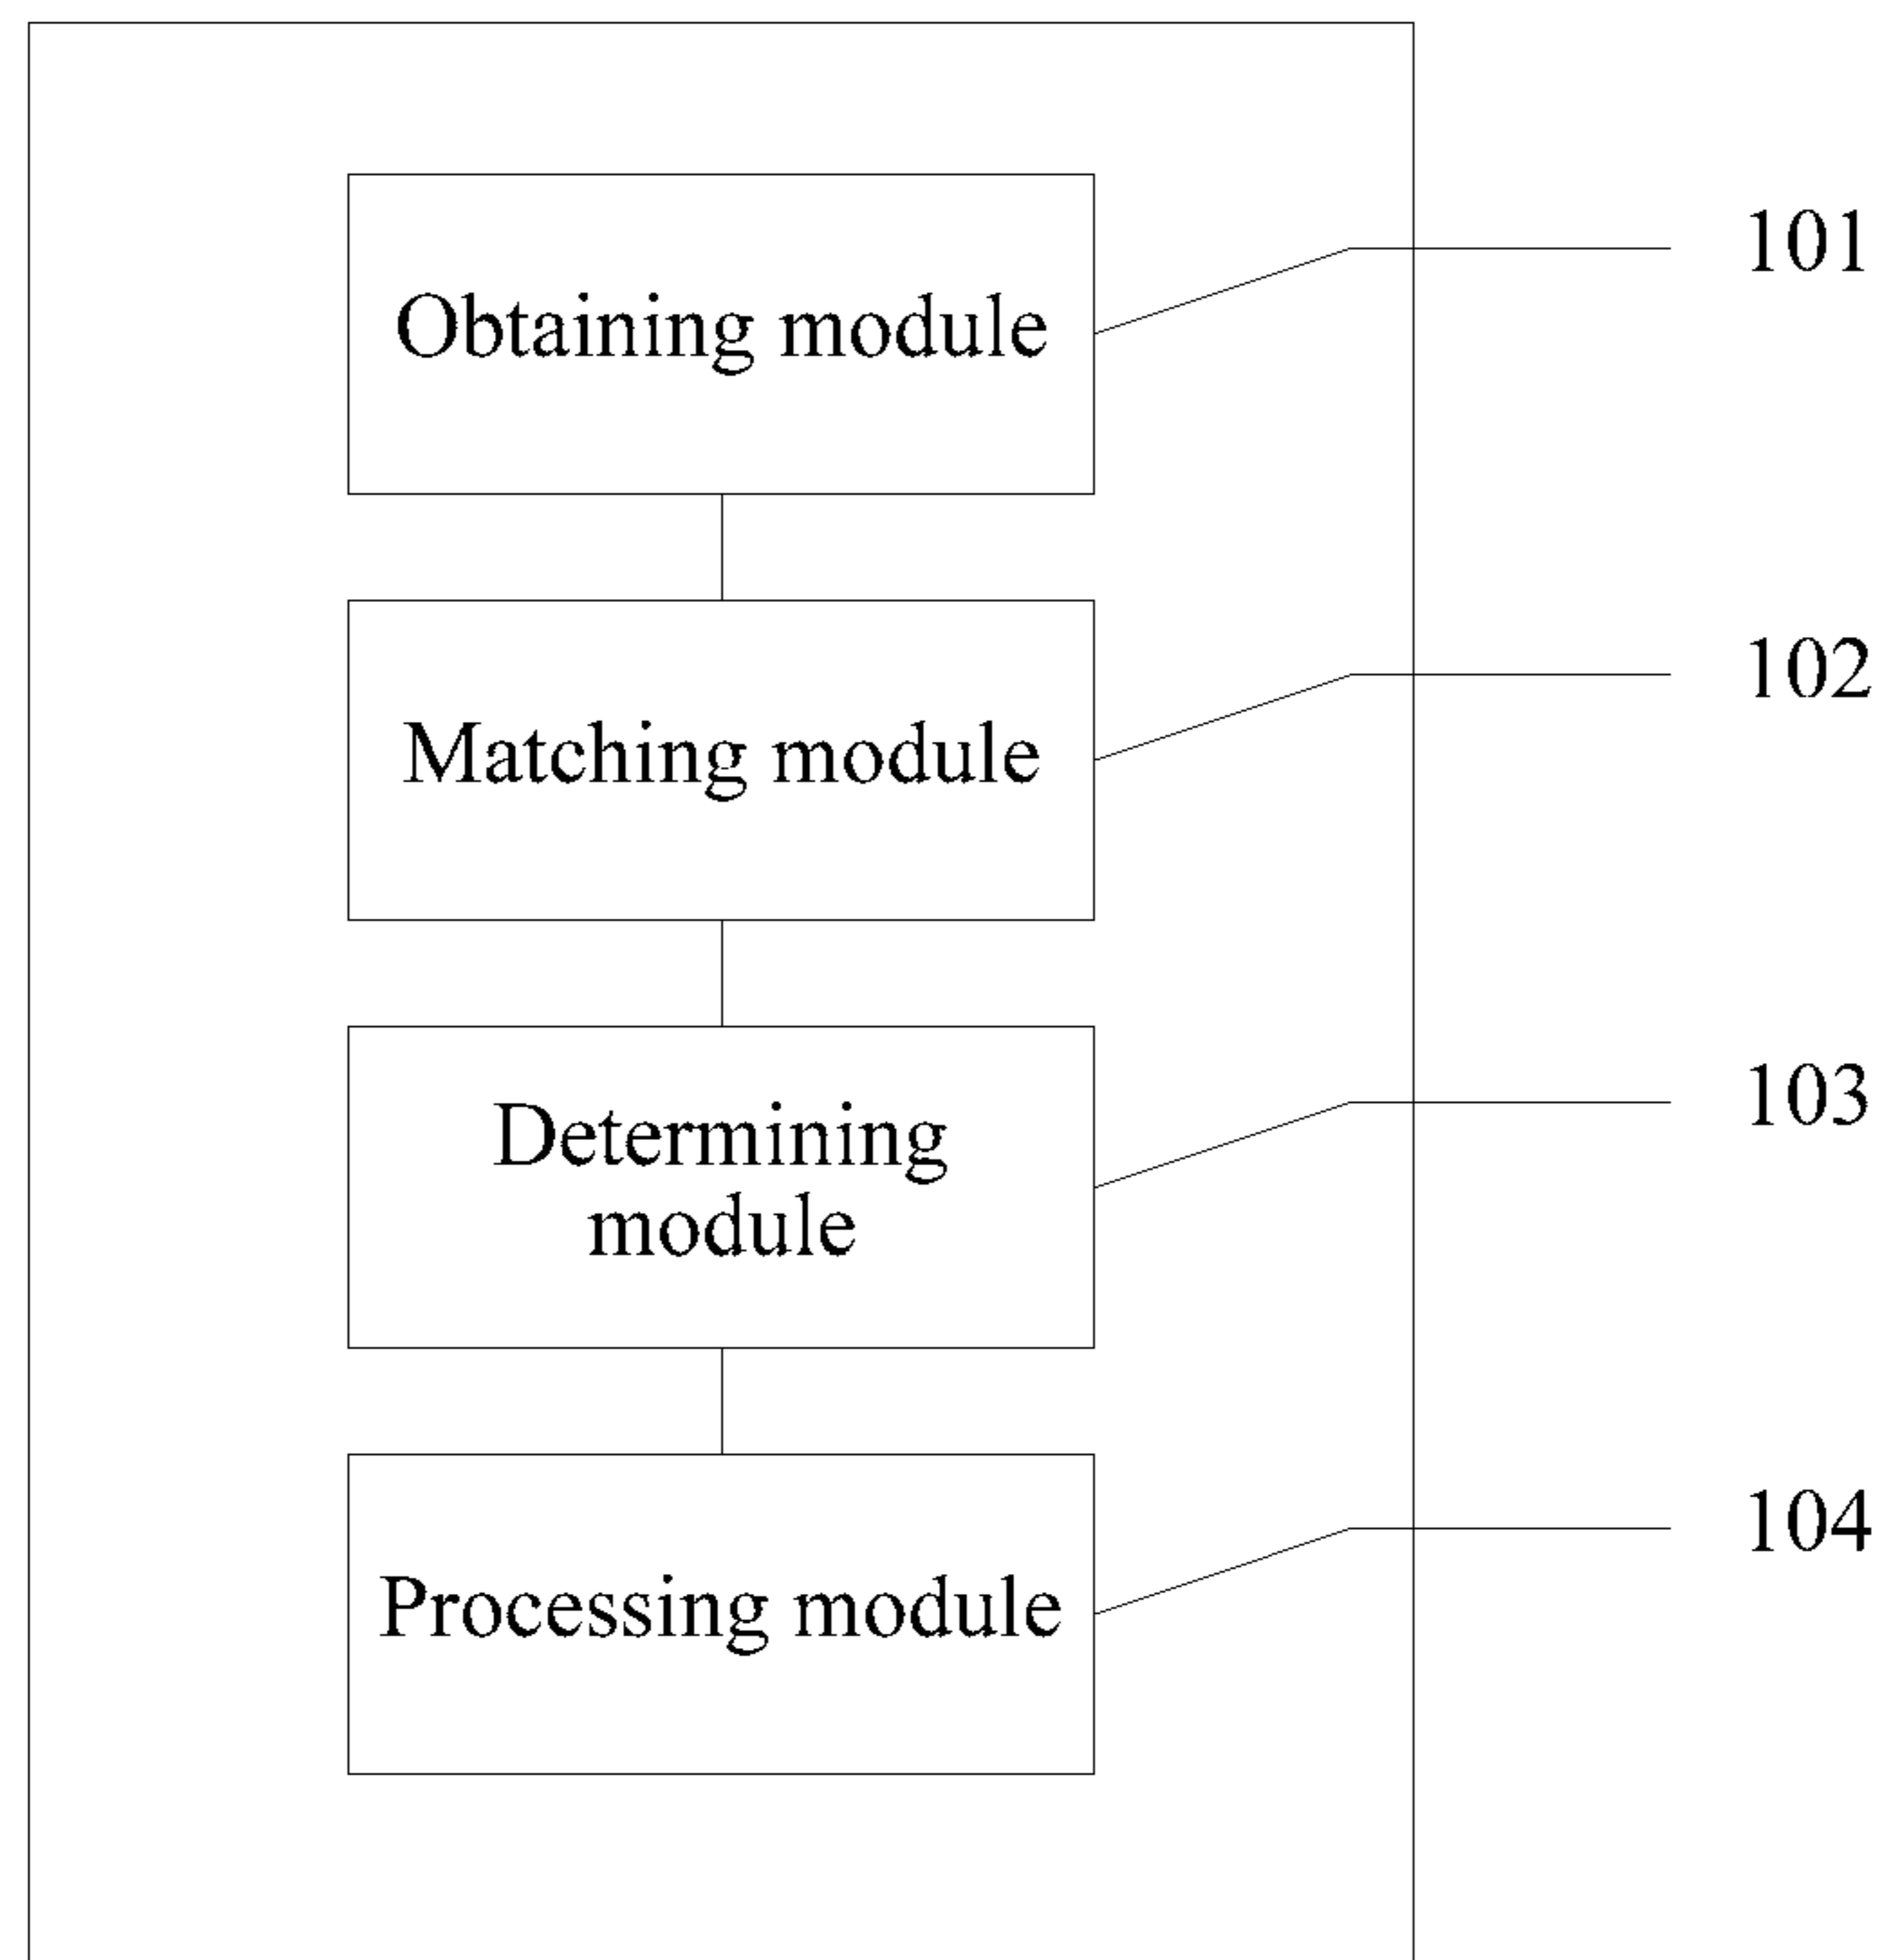 Obtaining module
101
Matching module
102
Determining
module
103
Processing module
104